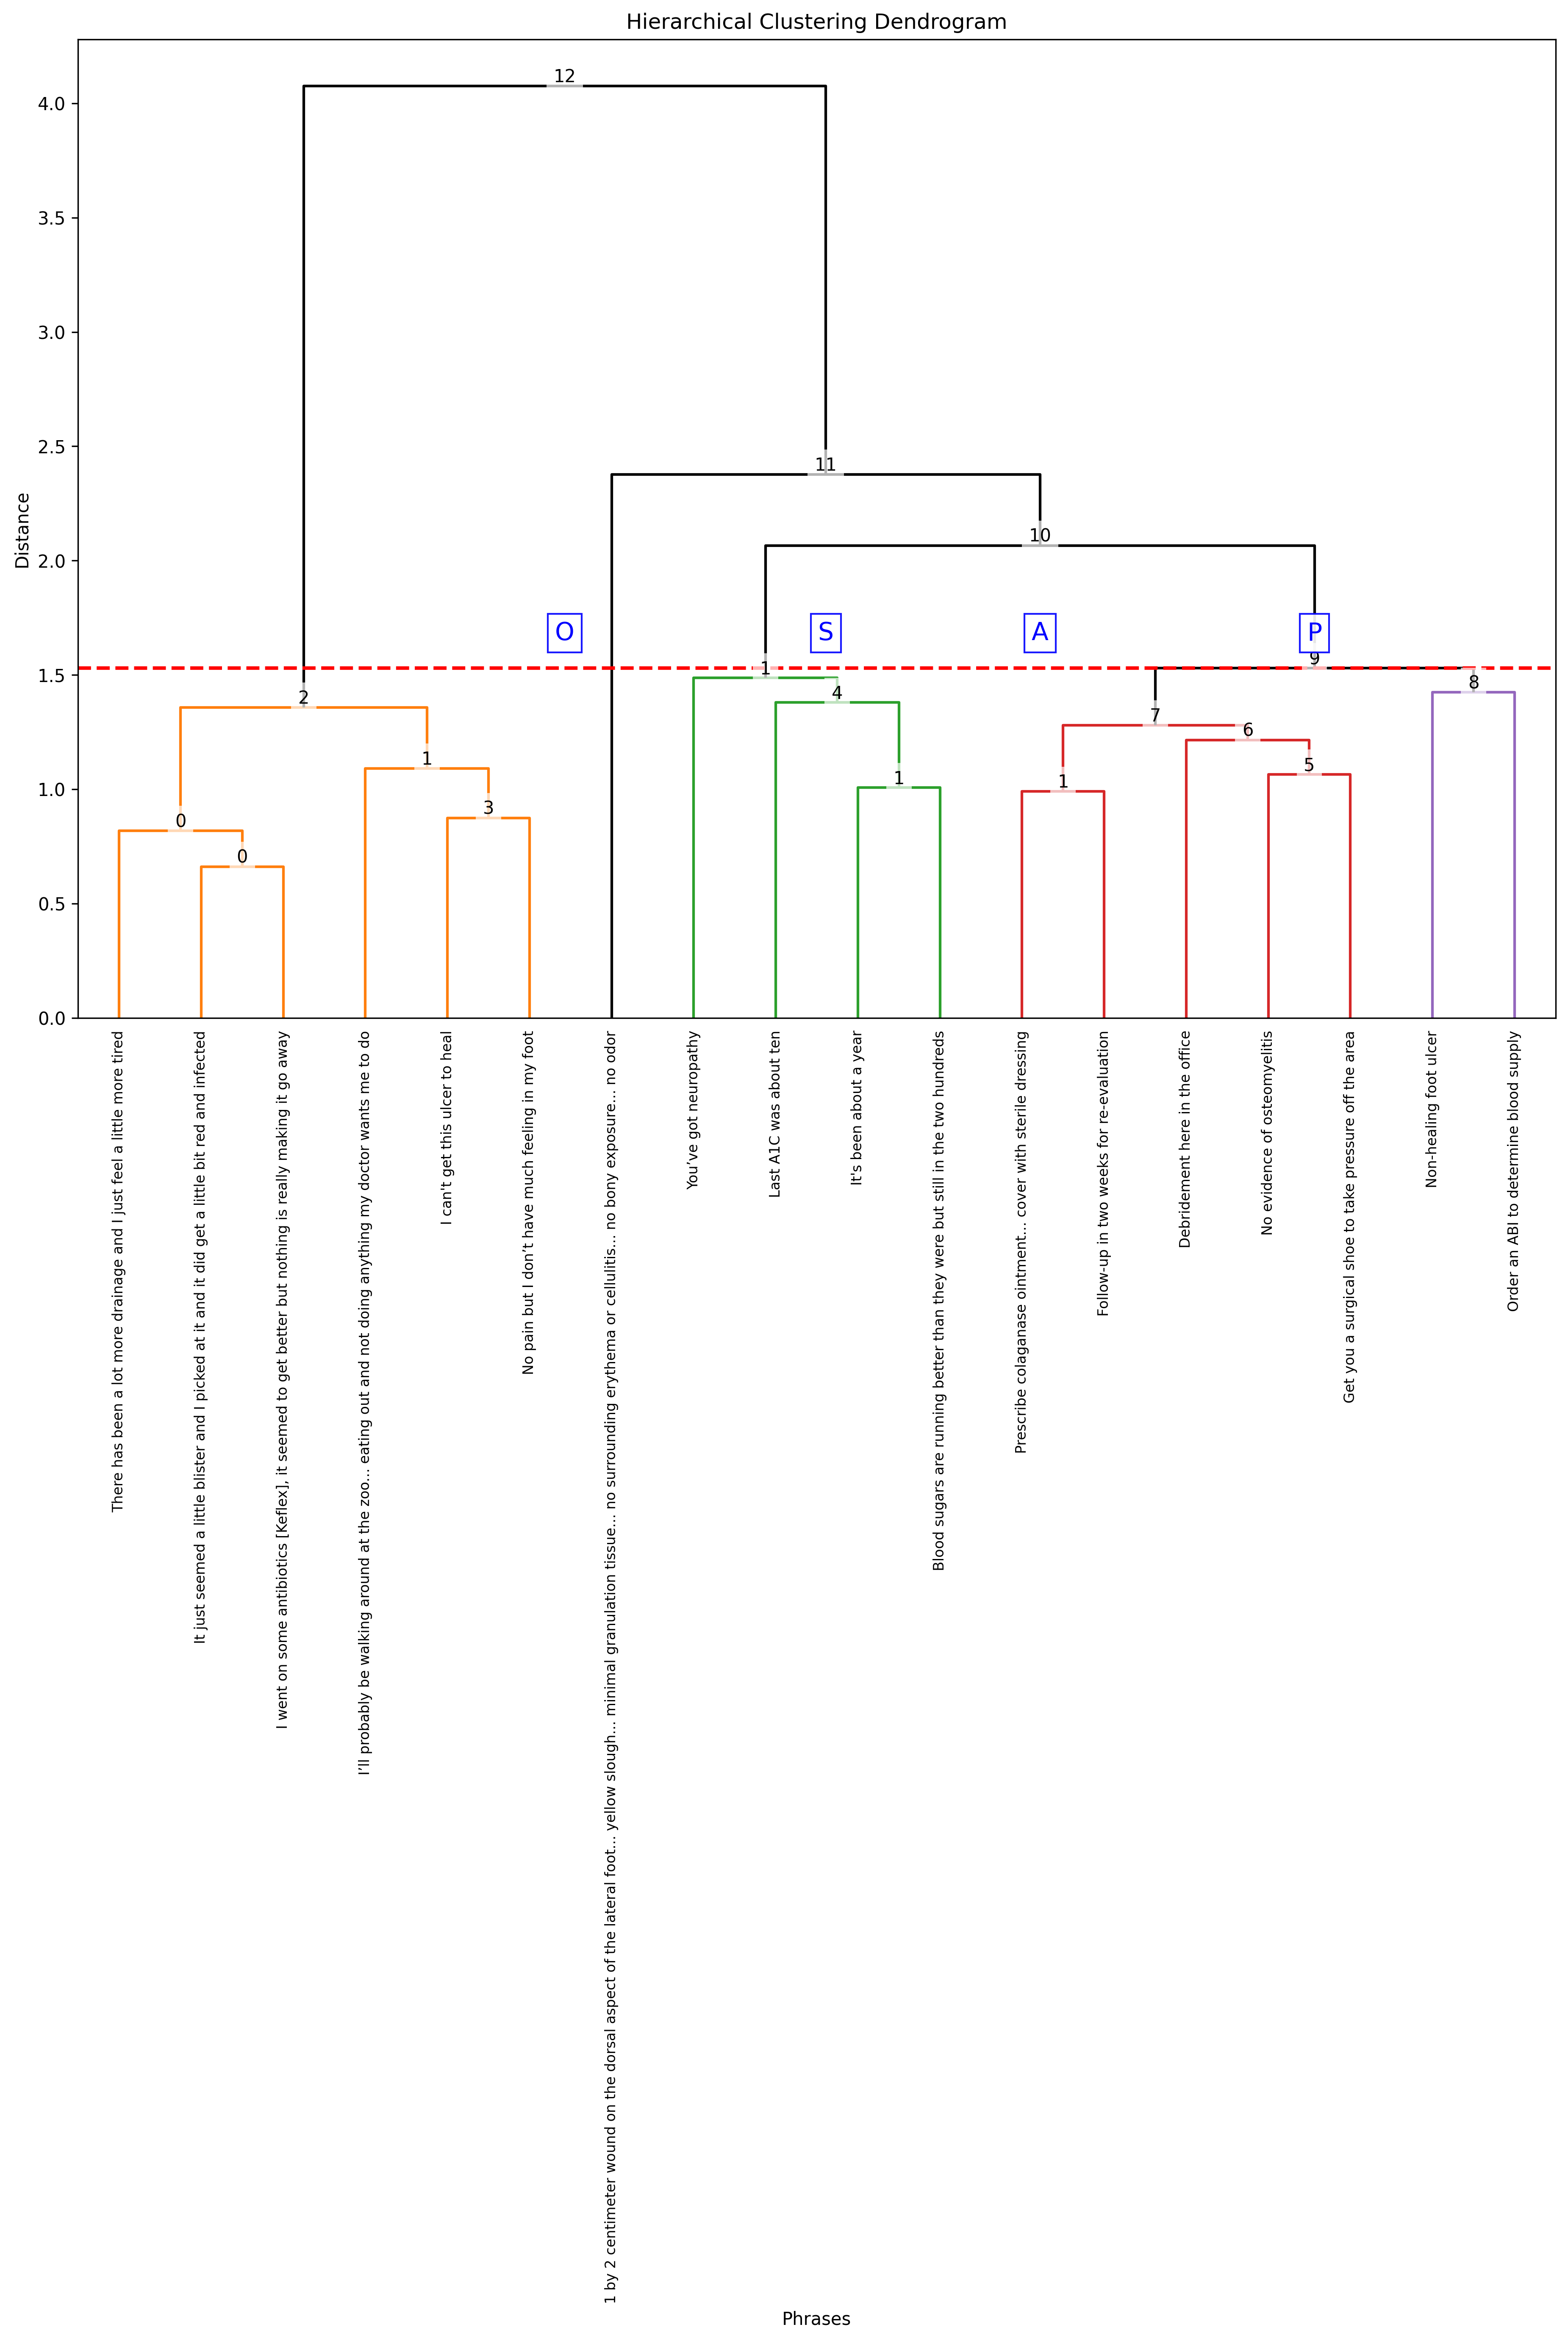 Hierarchical Clustering Dendrogram
12
4.0
3.5
3.0
2.5
11
10
Distance
2.0
O
S
A
P
1.5
9
1
8
4
2
7
6
1
5
1
1
1.0
3
0
0
0.5
0.0
There has been a lot more drainage and I just feel a little more tired
It just seemed a little blister and I picked at it and it did get a little bit red and infected
I went on some antibiotics [Keflex], it seemed to get better but nothing is really making it go away
I’ll probably be walking around at the zoo... eating out and not doing anything my doctor wants me to do
I can't get this ulcer to heal
No pain but I don’t have much feeling in my foot
1 by 2 centimeter wound on the dorsal aspect of the lateral foot... yellow slough... minimal granulation tissue... no surrounding erythema or cellulitis... no bony exposure... no odor
You’ve got neuropathy
Last A1C was about ten
It's been about a year
Blood sugars are running better than they were but still in the two hundreds
Prescribe colaganase ointment... cover with sterile dressing
Follow-up in two weeks for re-evaluation
Debridement here in the office
No evidence of osteomyelitis
Get you a surgical shoe to take pressure off the area
Non-healing foot ulcer
Order an ABI to determine blood supply
Phrases